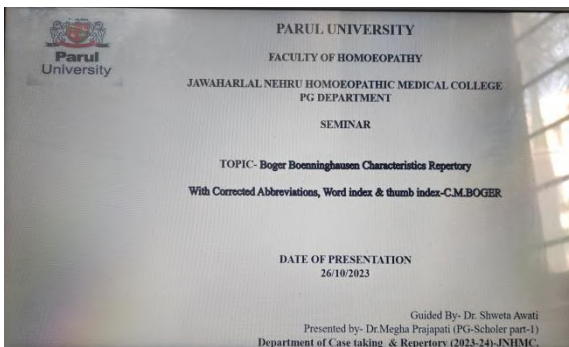 Parul
University
PARUL UNIVERSITY
FACULTY OF HOMOEOPATHY
JAWAHARLAL NEHRU HOMOEOPATHIC MEDICAL COLLEGE
PG DEPARTMENT
SEMINAR
TOPIC- Boger Boenninghausen Characteristics Repertory
With Corrected Abbreviations, Word index & thumb index-C.M.BOGER
DATE OF PRESENTATION
26/10/2023
Guided By- Dr. Shweta Awati
Presented by- Dr.Megha Prajapati (PG-Scholer part-1)
Department of Case taking & Repertory (2023-24)-JNHMC.